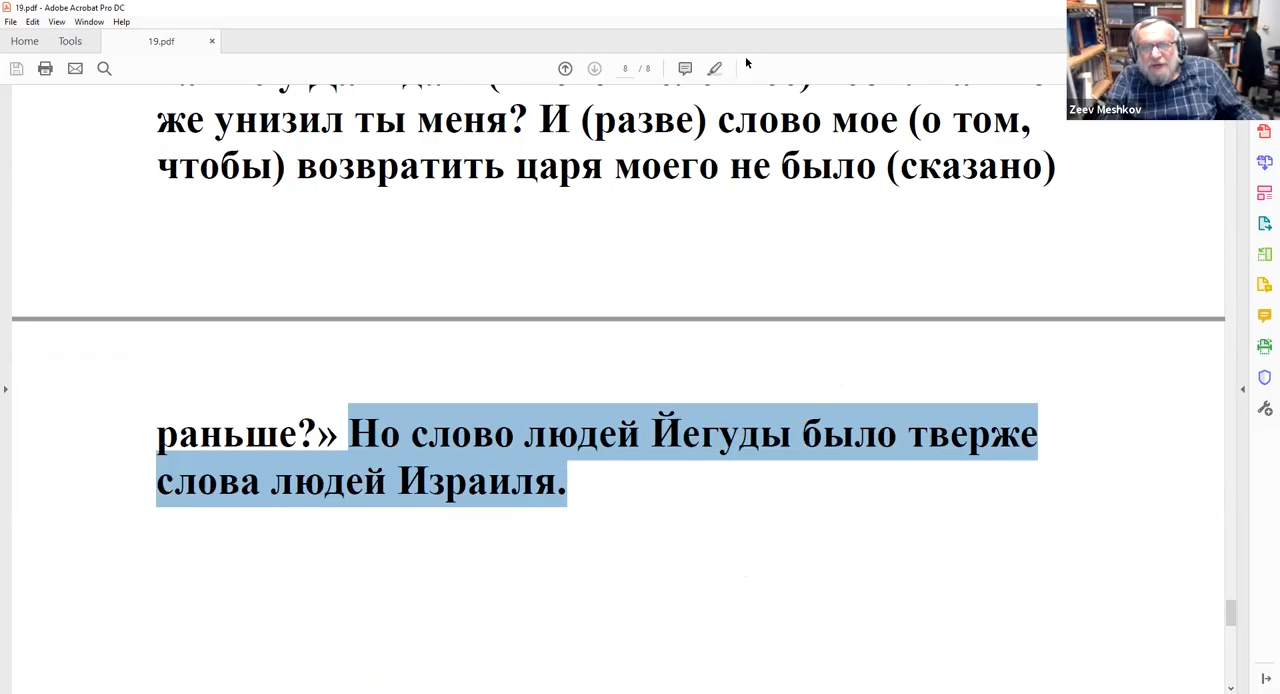 19.pdf - Adobe Acrobat Pro DC
File Edit View Window Help
Home Tools 19.pdf ×
8 / 8
Zeev Meshkov
же унизил ты меня? И (разве) слово мое (о том,
чтобы) возвратить царя моего не было (сказано)
раньше?» Но слово людей Йегуды было тверже
слова людей Израиля.